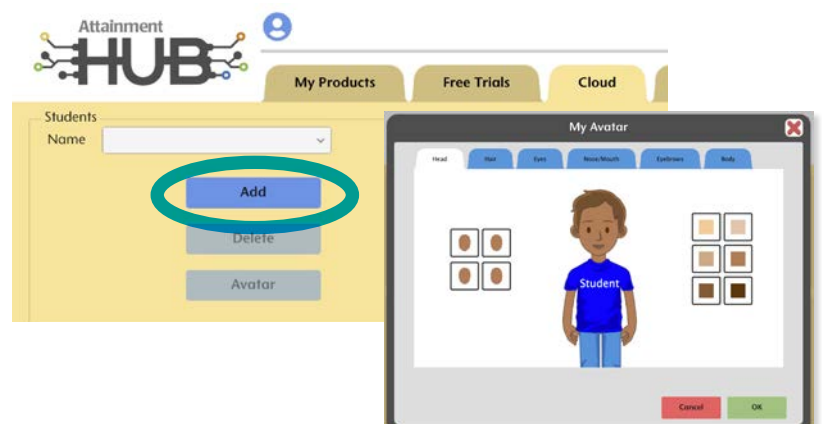 Attainment
HUB
My Products
Free Trials
Cloud
Students
Name
Add
Delete
Avatar
My Avatar
Head
Hair
Eyes
Nose/Mouth
Eyebrows
Body
Student
Cancel
OK